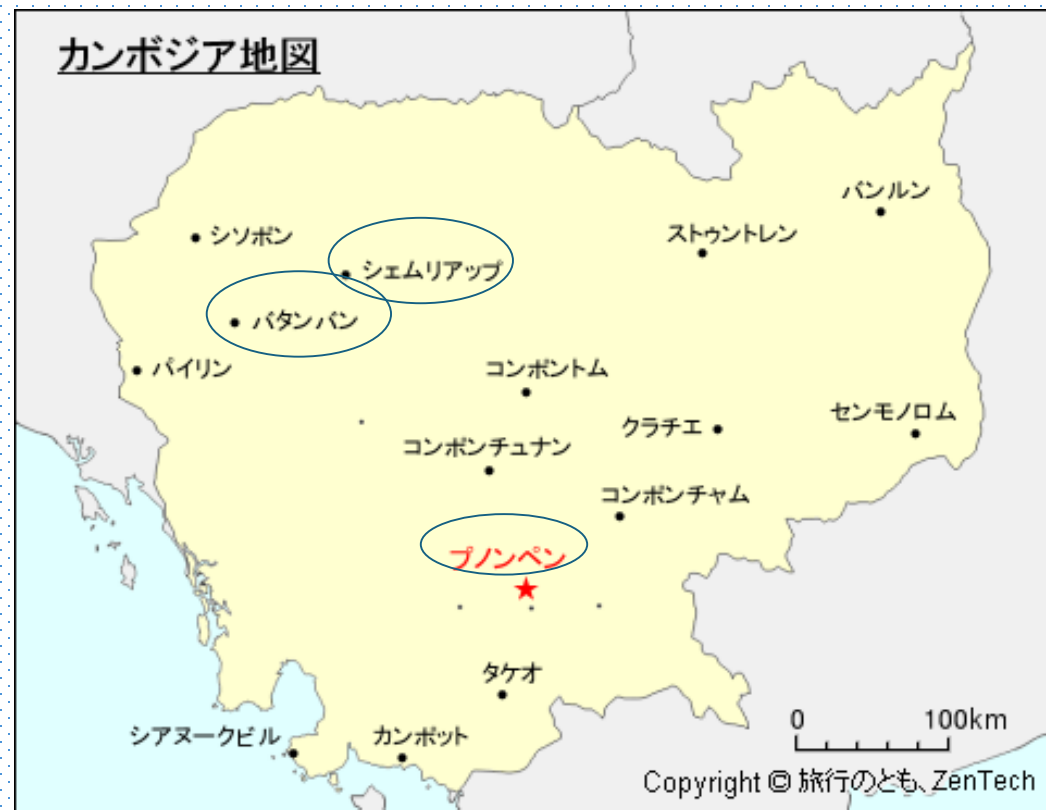 カンボジア地図
バンルン
シソポン
ストゥントレン
シェムリアップ
バタンバン
パイリン
コンポントム
センモノロム
クラチエ
コンポンチュナン
コンポンチャム
プノンペン
タケオ
シアヌークビル
カンポット
0 100km
Copyright © 旅行のとも、ZenTech